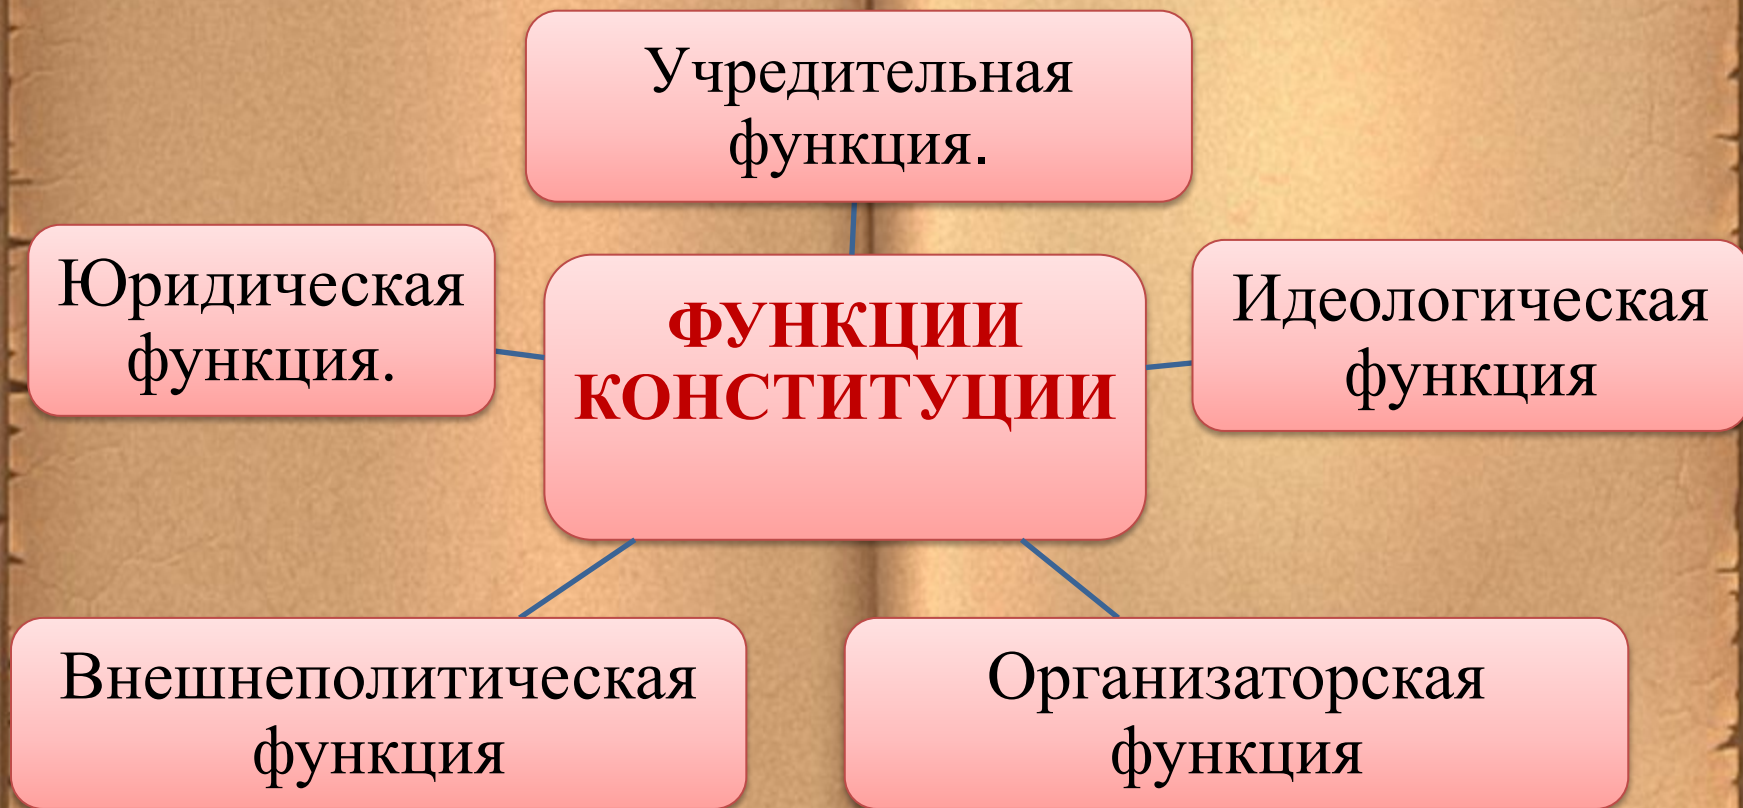 Учредительная
функция.
Юридическая
функция.
ФУНКЦИИ
КОНСТИТУЦИИ
Идеологическая
функция
Внешнеполитическая
функция
Организаторская
функция